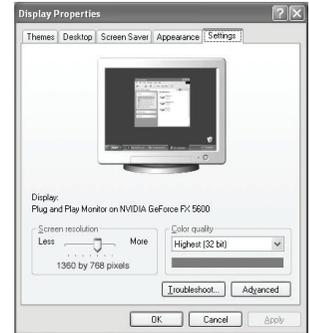 Display Properties
Themes Desktop Screen Saver Appearance Settings
Display:
Plug and Play Monitor on NVIDIA GeForce FX 5600
Screen resolution
Less More
1360 by 768 pixels
Color quality
Highest (32 bit)
Troubleshoot... Advanced
OK Cancel Apply